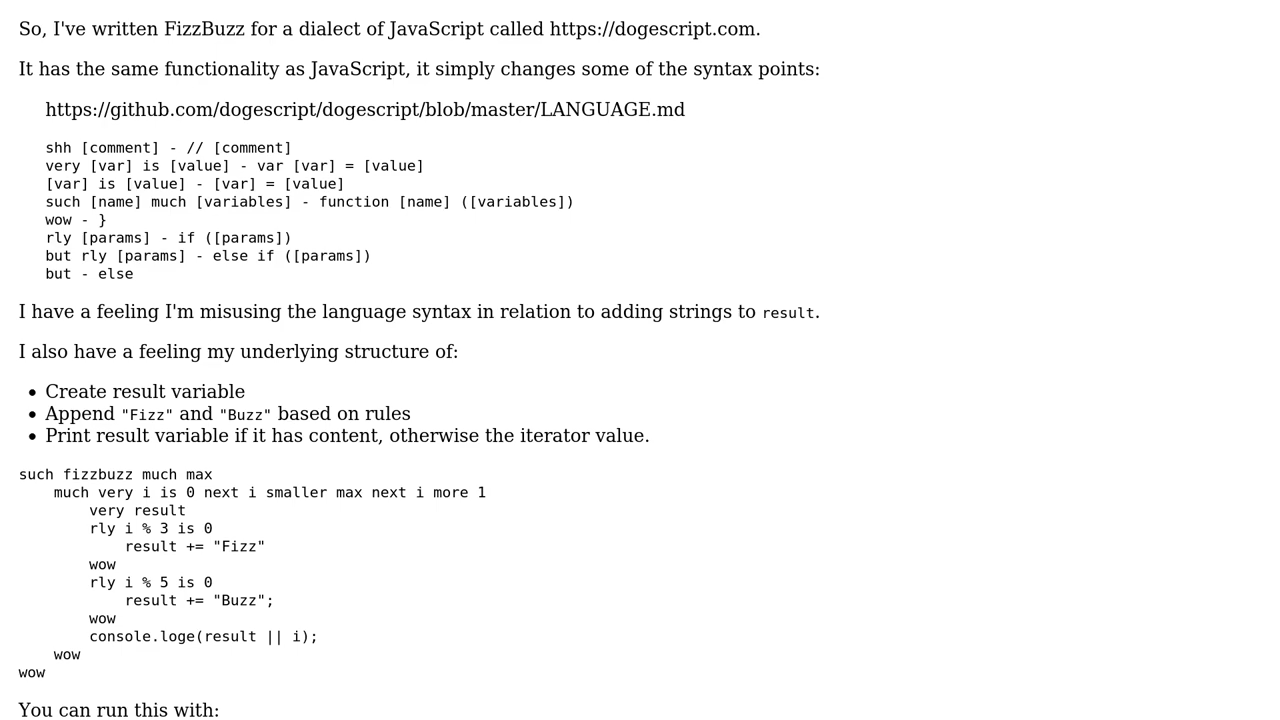 So, I've written FizzBuzz for a dialect of JavaScript called https://dogescript.com.
It has the same functionality as JavaScript, it simply changes some of the syntax points:
https://github.com/dogescript/dogescript/blob/master/LANGUAGE.md
shh [comment] - // [comment]
very [var] is [value] - var [var] = [value]
[var] is [value] - [var] = [value]
such [name] much [variables] - function [name] ([variables])
wow - }
rly [params] - if ([params])
but rly [params] - else if ([params])
but - else
I have a feeling I'm misusing the language syntax in relation to adding strings to result.
I also have a feeling my underlying structure of:
• Create result variable
• Append "Fizz" and "Buzz" based on rules
• Print result variable if it has content, otherwise the iterator value.
such fizzbuzz much max
    much very i is 0 next i smaller max next i more 1
        very result
        rly i % 3 is 0
            result += "Fizz"
        wow
        rly i % 5 is 0
            result += "Buzz";
        wow
        console.loge(result || i);
    wow
wow
You can run this with: